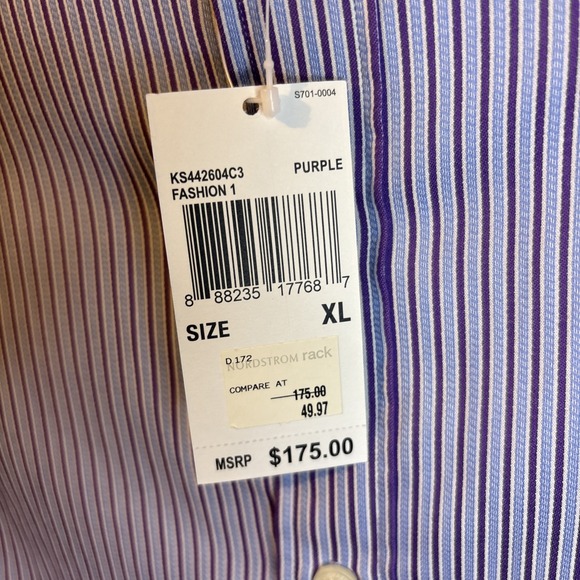 S701-0004
KS442604C3 PURPLE
FASHION 1
8 88235 17768 7
SIZE XL
D 172
NORDSTROM rack
COMPARE AT 175.00
49.97
MSRP $175.00